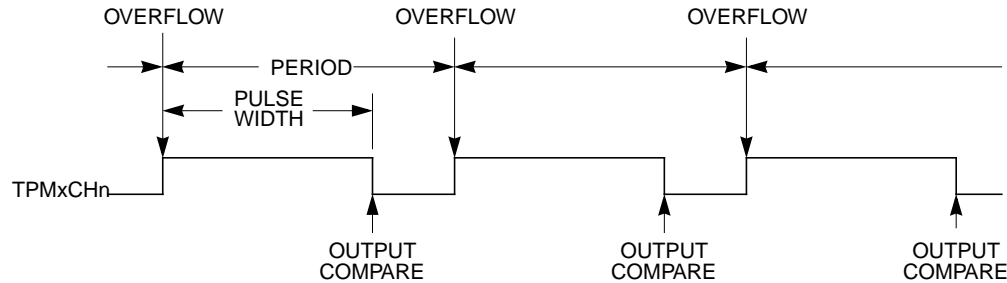 OVERFLOW OVERFLOW OVERFLOW
PERIOD
PULSE
WIDTH
TPMxCHn
OUTPUT COMPARE
OUTPUT COMPARE
OUTPUT COMPARE